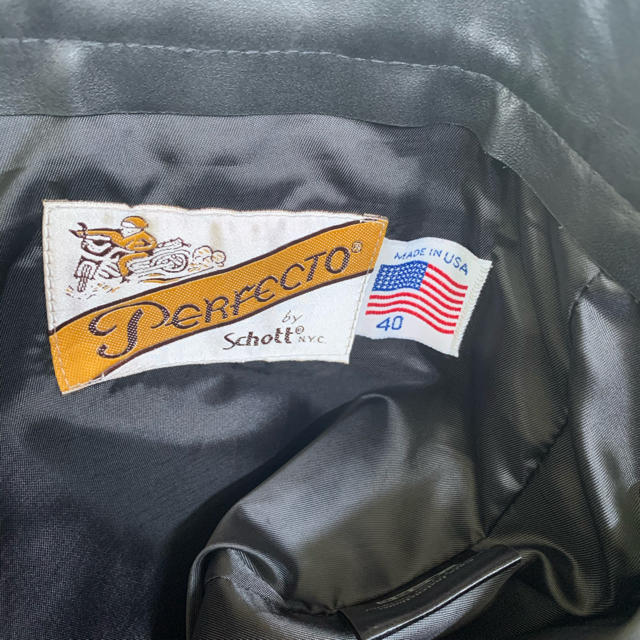 PERFECTO®
by
Schott® N.Y.C.
MADE IN USA
40